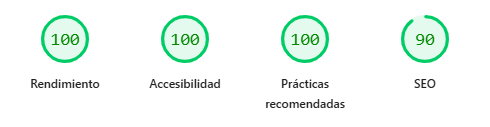 100 100 100 90
Rendimiento Accesibilidad Prácticas SEO
recomendadas